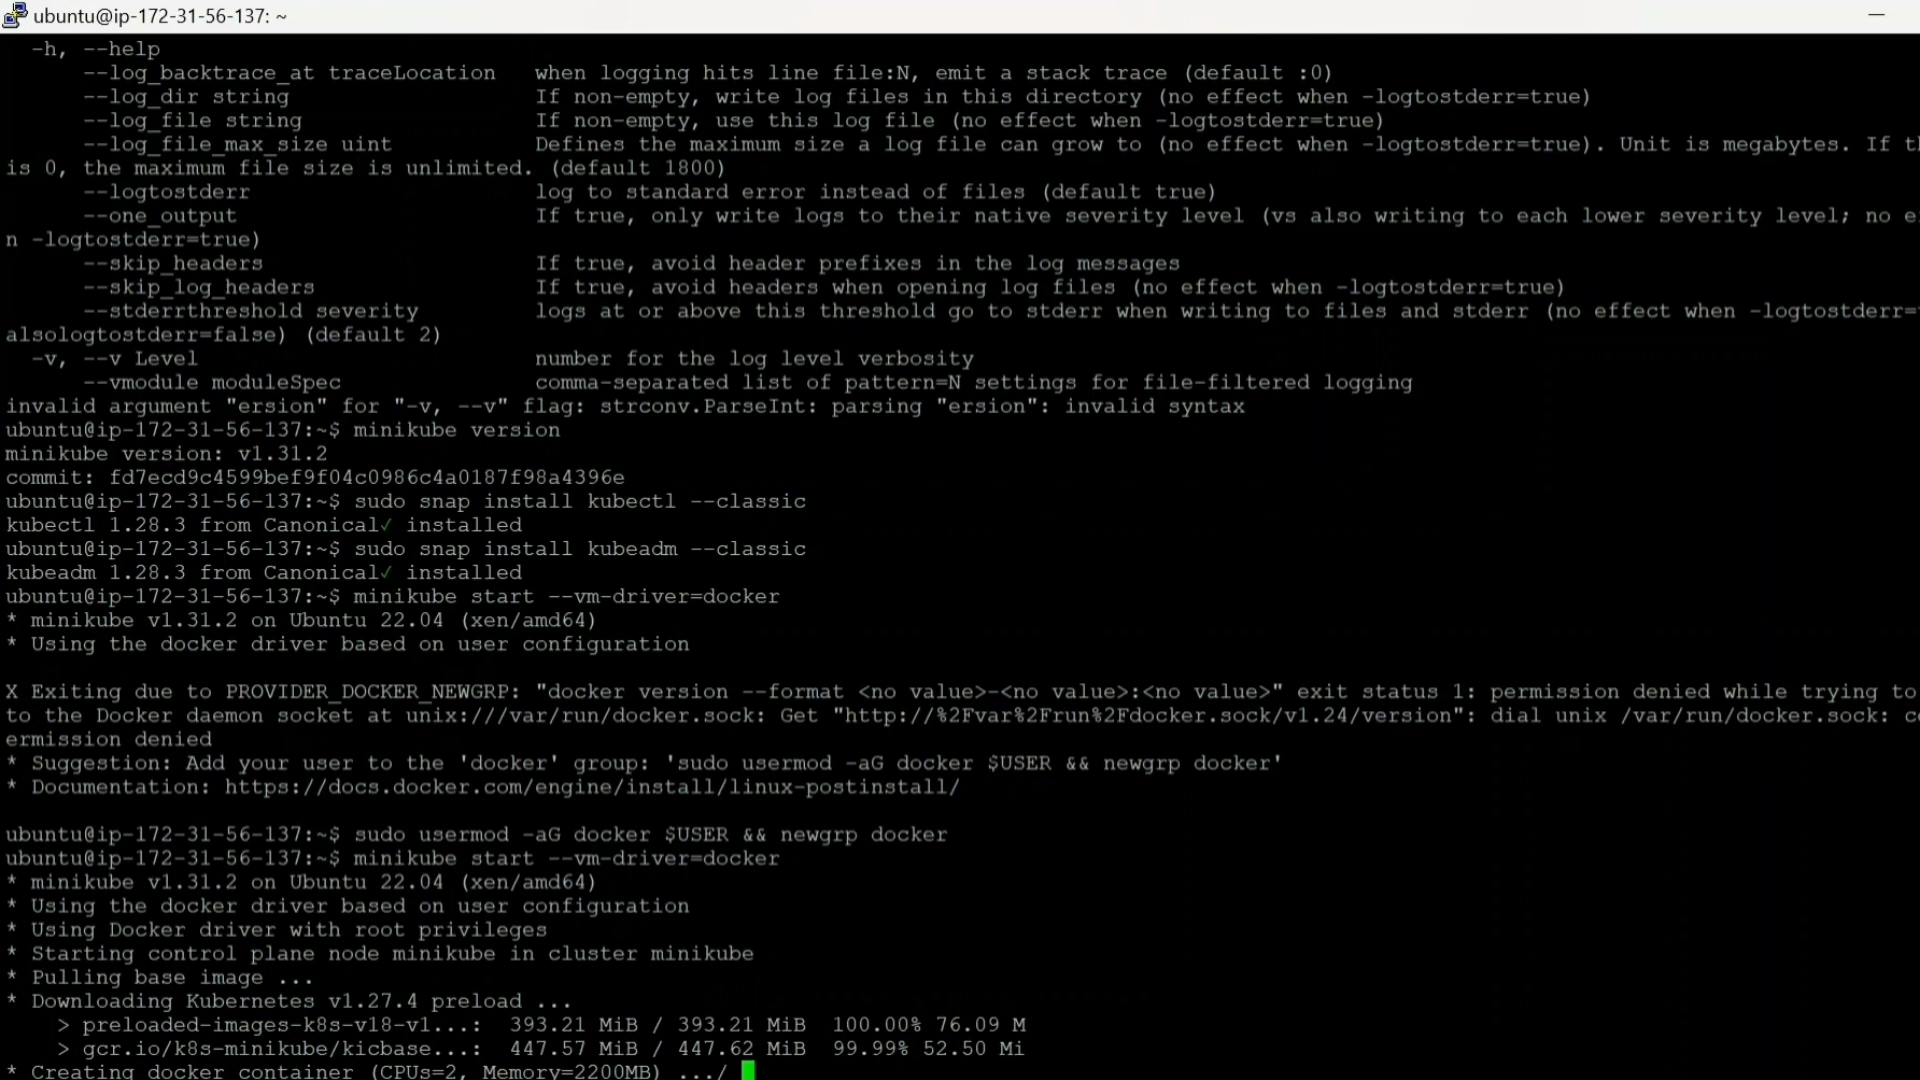 ubuntu@ip-172-31-56-137: ~
-h, --help
--log_backtrace_at traceLocation   when logging hits line file:N, emit a stack trace (default :0)
--log_dir string                   If non-empty, write log files in this directory (no effect when -logtostderr=true)
--log_file string                  If non-empty, use this log file (no effect when -logtostderr=true)
--log_file_max_size uint           Defines the maximum size a log file can grow to (no effect when -logtostderr=true). Unit is megabytes. If
is 0, the maximum file size is unlimited. (default 1800)
--logtostderr                      log to standard error instead of files (default true)
--one_output                       If true, only write logs to their native severity level (vs also writing to each lower severity level; no
n -logtostderr=true)
--skip_headers                     If true, avoid header prefixes in the log messages
--skip_log_headers                 If true, avoid headers when opening log files (no effect when -logtostderr=true)
--stderrthreshold severity         logs at or above this threshold go to stderr when writing to files and stderr (no effect when -logtostderr=
alsologtostderr=false) (default 2)
-v, --v Level                      number for the log level verbosity
--vmodule moduleSpec               comma-separated list of pattern=N settings for file-filtered logging
invalid argument "ersion" for "-v, --v" flag: strconv.ParseInt: parsing "ersion": invalid syntax
ubuntu@ip-172-31-56-137:~$ minikube version
minikube version: v1.31.2
commit: fd7ecd9c4599bef9f04c0986c4a0187f98a4396e
ubuntu@ip-172-31-56-137:~$ sudo snap install kubectl --classic
kubectl 1.28.3 from Canonical✓ installed
ubuntu@ip-172-31-56-137:~$ sudo snap install kubeadm --classic
kubeadm 1.28.3 from Canonical✓ installed
ubuntu@ip-172-31-56-137:~$ minikube start --vm-driver=docker
* minikube v1.31.2 on Ubuntu 22.04 (xen/amd64)
* Using the docker driver based on user configuration
X Exiting due to PROVIDER_DOCKER_NEWGRP: "docker version --format <no value>-<no value>:<no value>" exit status 1: permission denied while trying to
to the Docker daemon socket at unix:///var/run/docker.sock: Get "http://%2Fvar%2Frun%2Fdocker.sock/v1.24/version": dial unix /var/run/docker.sock:
ermission denied
* Suggestion: Add your user to the 'docker' group: 'sudo usermod -aG docker $USER && newgrp docker'
* Documentation: https://docs.docker.com/engine/install/linux-postinstall/
ubuntu@ip-172-31-56-137:~$ sudo usermod -aG docker $USER && newgrp docker
ubuntu@ip-172-31-56-137:~$ minikube start --vm-driver=docker
* minikube v1.31.2 on Ubuntu 22.04 (xen/amd64)
* Using the docker driver based on user configuration
* Using Docker driver with root privileges
* Starting control plane node minikube in cluster minikube
* Pulling base image ...
* Downloading Kubernetes v1.27.4 preload ...
> preloaded-images-k8s-v18-v1...:  393.21 MiB / 393.21 MiB  100.00% 76.09 M
> gcr.io/k8s-minikube/kicbase...:  447.57 MiB / 447.62 MiB  99.99% 52.50 Mi
* Creating docker container (CPUs=2, Memory=2200MB) .../